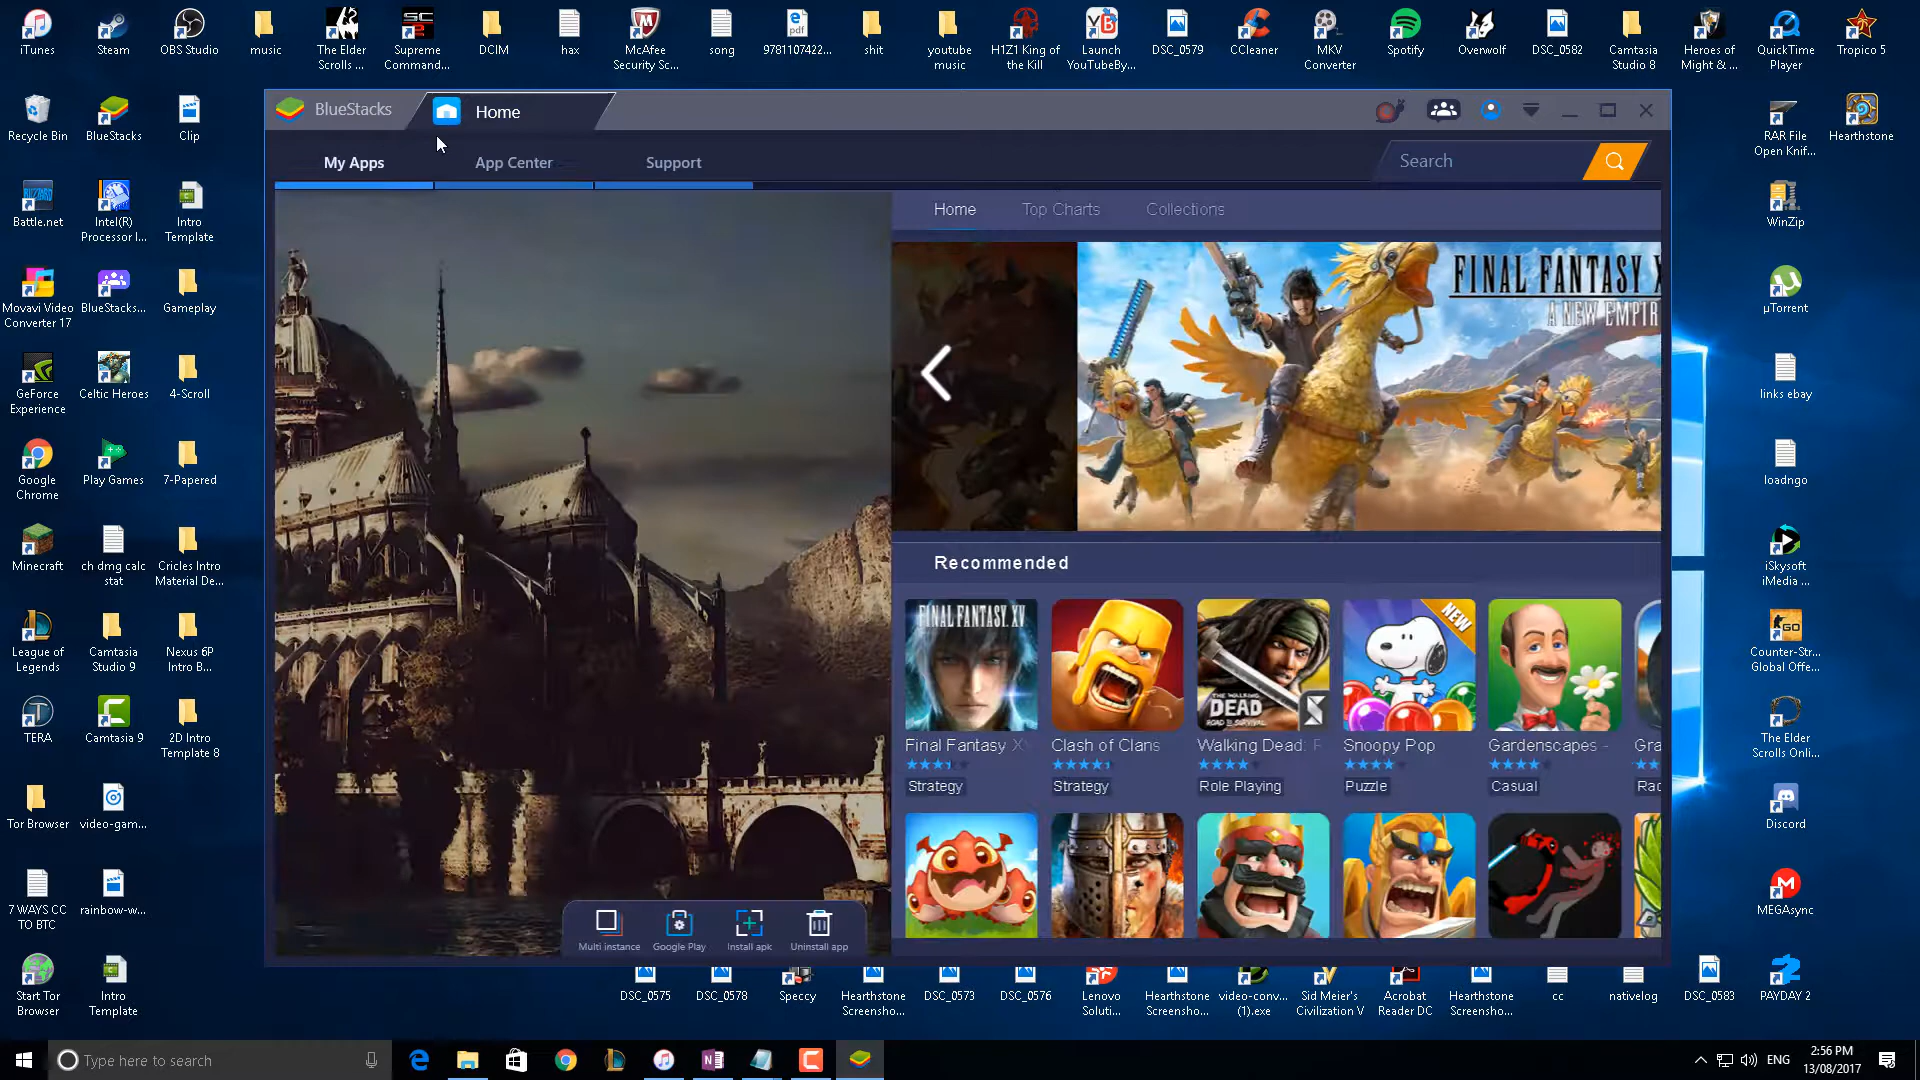 iTunes
Steam
OBS Studio
music
The Elder
Scrolls ...
Supreme
Command...
DCIM
hax
McAfee
Security Sc...
song
9781107422...
shit
youtube
music
H1Z1 King of
the Kill
Launch
YouTubeBy...
DSC_0579
CCleaner
MKV
Converter
Spotify
Overwolf
DSC_0582
Camtasia
Studio 8
Heroes of
Might & ...
QuickTime
Player
Tropico 5
Recycle Bin
BlueStacks
Clip
RAR File
Open Knif...
Hearthstone
Battle.net
Intel(R)
Processor I...
Intro
Template
WinZip
Movavi Video
Converter 17
BlueStacks...
Gameplay
µTorrent
GeForce
Experience
Celtic Heroes
4-Scroll
links ebay
Google
Chrome
Play Games
7-Papered
loadngo
Minecraft
ch dmg calc
stat
Cricles Intro
Material De...
iSkysoft
iMedia ...
League of
Legends
Camtasia
Studio 9
Nexus 6P
Intro B...
Counter-Str...
Global Offe...
TERA
Camtasia 9
2D Intro
Template 8
The Elder
Scrolls Onli...
Tor Browser
video-gam...
Discord
7 WAYS CC
TO BTC
rainbow-w...
MEGAsync
Start Tor
Browser
Intro
Template
DSC_0575
DSC_0578
Speccy
Hearthstone
Screensho...
DSC_0573
DSC_0576
Lenovo
Soluti...
Hearthstone
Screensho...
video-conv...
(1).exe
Sid Meier's
Civilization V
Acrobat
Reader DC
Hearthstone
Screensho...
cc
nativelog
DSC_0583
PAYDAY 2
BlueStacks
Home
My Apps
App Center
Support
Search
Home
Top Charts
Collections
FINAL FANTASY X
A NEW EMPIR
Recommended
FINAL FANTASY XV
THE WALKING
DEAD
ROAD TO SURVIVAL
NEW
Final Fantasy XV
Clash of Clans
Walking Dead: R
Snoopy Pop
Gardenscapes -
Gra
Strategy
Strategy
Role Playing
Puzzle
Casual
Rac
Multi instance
Google Play
Install apk
Uninstall app
Type here to search
ENG
2:56 PM
13/08/2017